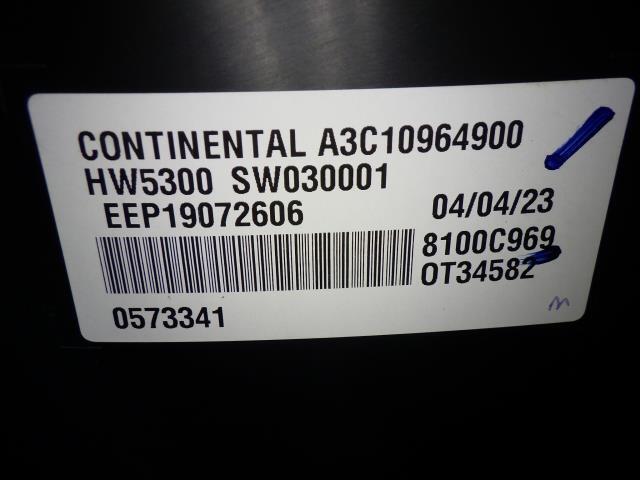 CONTINENTAL A3C10964900
HW5300 SW030001
EEP19072606 04/04/23
8100C969
OT34582
0573341
M